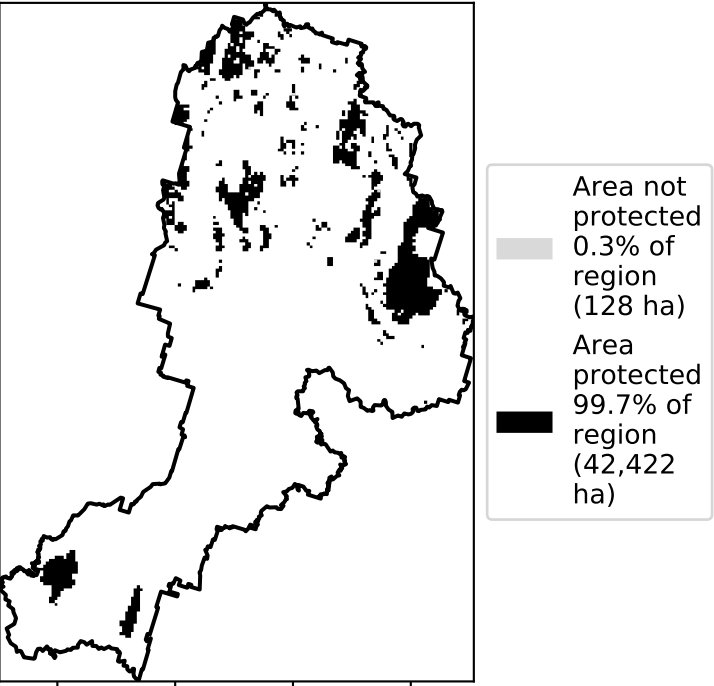 Area not
protected
0.3% of
region
(128 ha)
Area
protected
99.7% of
region
(42,422
ha)